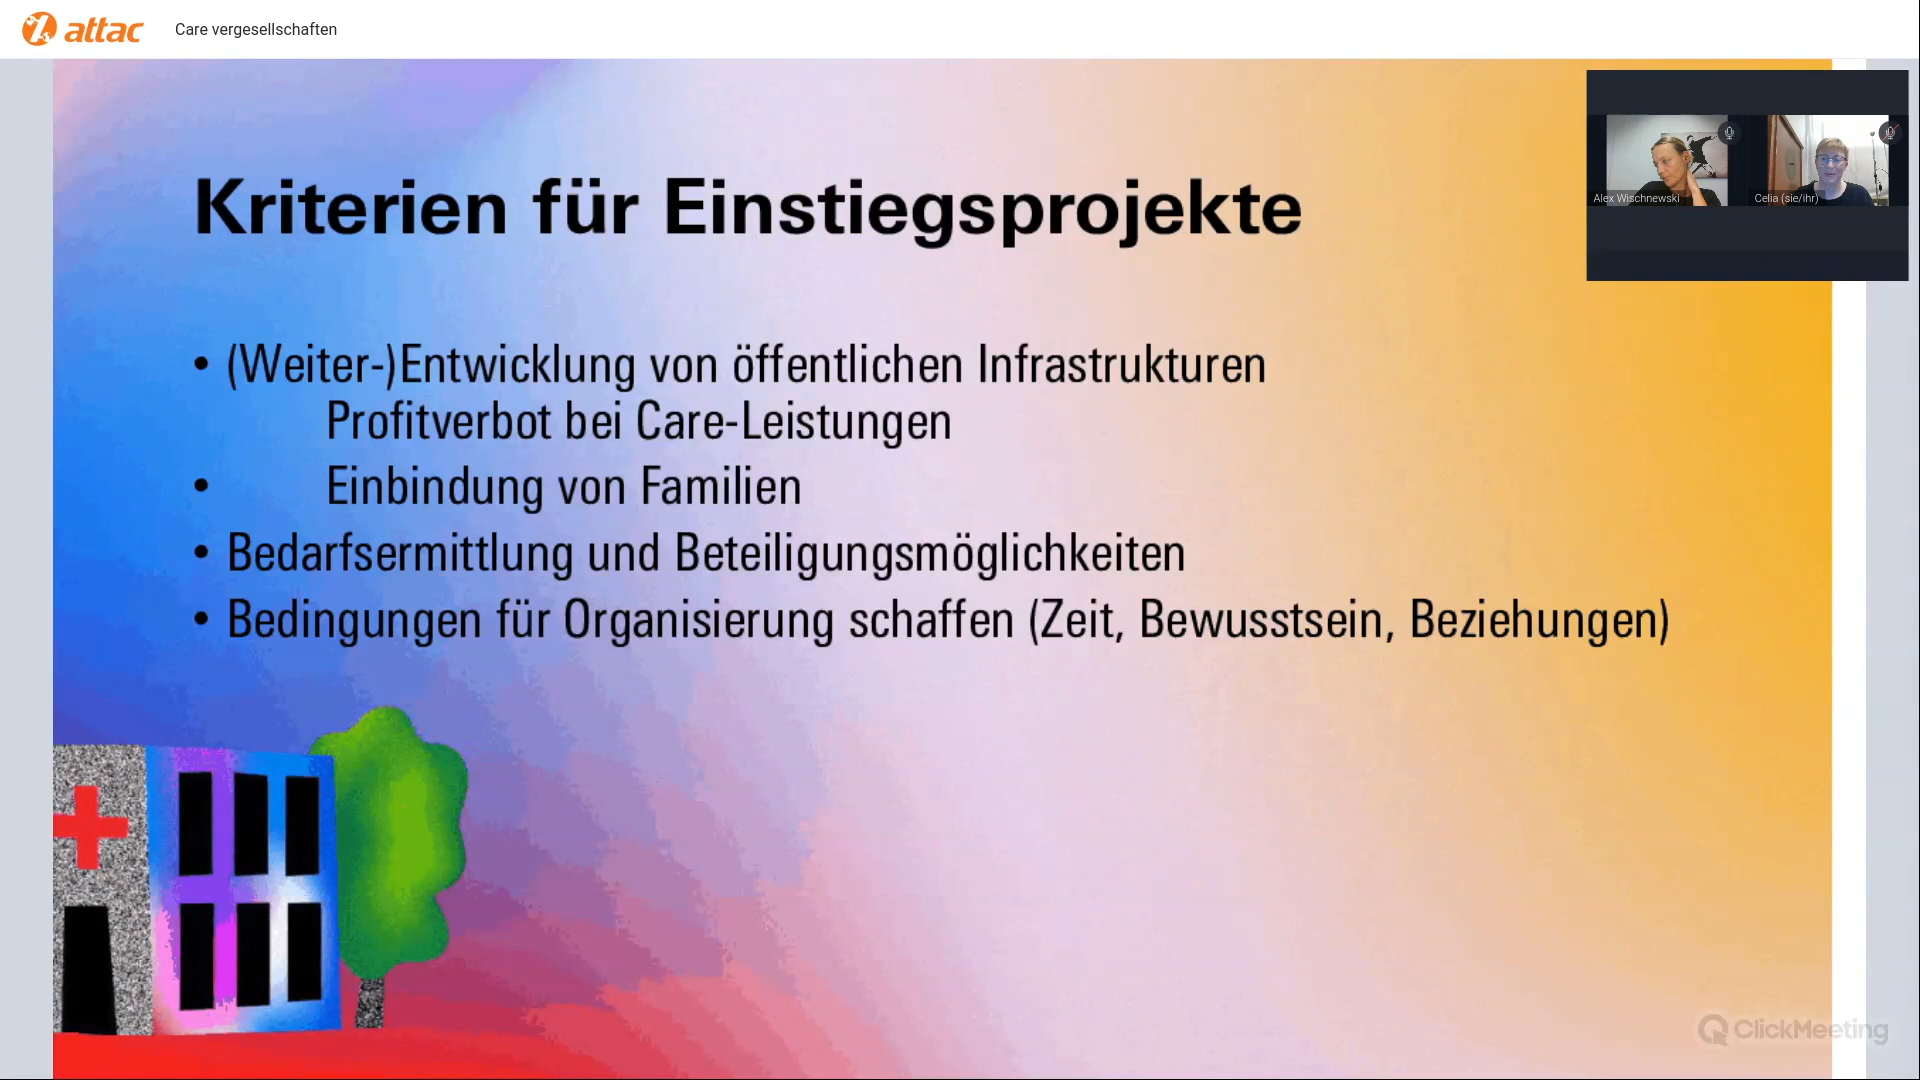 attac
Care vergesellschaften
Kriterien für Einstiegsprojekte
• (Weiter-)Entwicklung von öffentlichen Infrastrukturen
Profitverbot bei Care-Leistungen
• Einbindung von Familien
• Bedarfsermittlung und Beteiligungsmöglichkeiten
• Bedingungen für Organisierung schaffen (Zeit, Bewusstsein, Beziehungen)
Alex Wischnewski
Celia (sie/ihr)
ClickMeeting